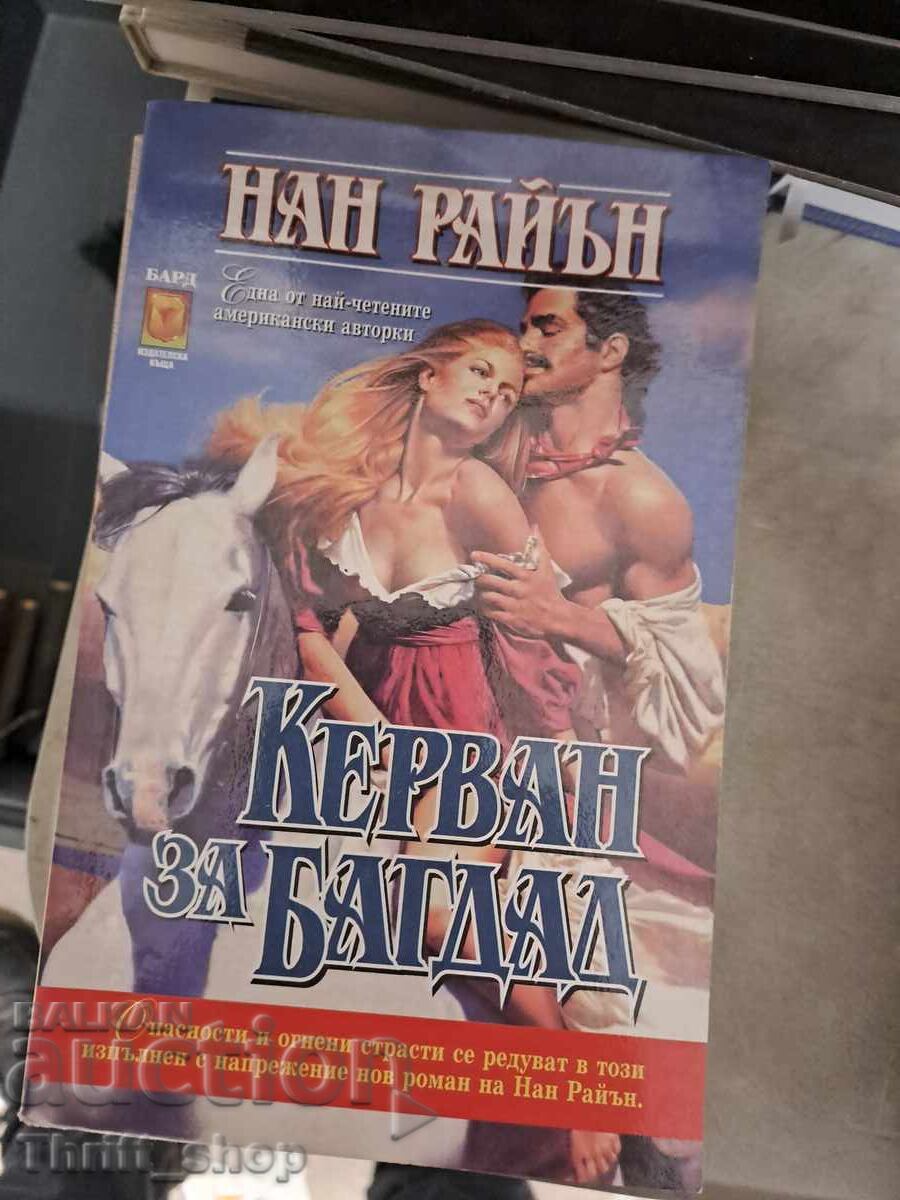 НАН РАЙЪН
БАРД
ИЗДАТЕЛСКА
КЪЩА
Една от най-четените
американски авторки
КЕРВАН
ЗА БАГДАД
Опасности и огнени страсти се редуват в този
изпълнен с напрежение нов роман на Нан Райън.
BALKAN
auction
Thrift_shop